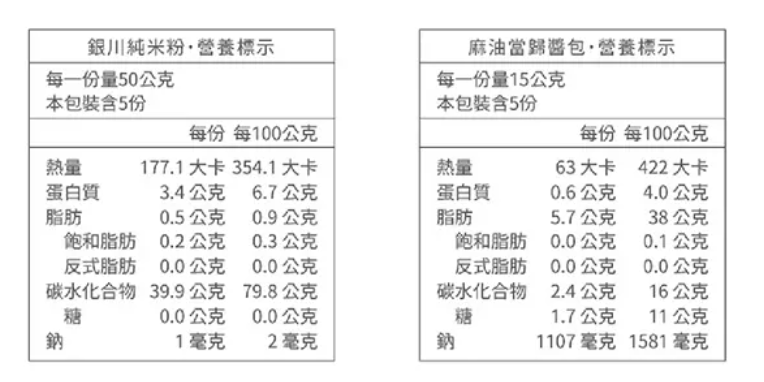 銀川純米粉·營養標示
每一份量50公克
本包裝含5份
每份 每100公克
熱量 177.1 大卡 354.1 大卡
蛋白質 3.4 公克 6.7 公克
脂肪 0.5 公克 0.9 公克
飽和脂肪 0.2 公克 0.3 公克
反式脂肪 0.0 公克 0.0 公克
碳水化合物 39.9 公克 79.8 公克
糖 0.0 公克 0.0 公克
鈉 1 毫克 2 毫克
麻油當歸醬包·營養標示
每一份量15公克
本包裝含5份
每份 每100公克
熱量 63 大卡 422 大卡
蛋白質 0.6 公克 4.0 公克
脂肪 5.7 公克 38 公克
飽和脂肪 0.0 公克 0.1 公克
反式脂肪 0.0 公克 0.0 公克
碳水化合物 2.4 公克 16 公克
糖 1.7 公克 11 公克
鈉 1107 毫克 1581 毫克